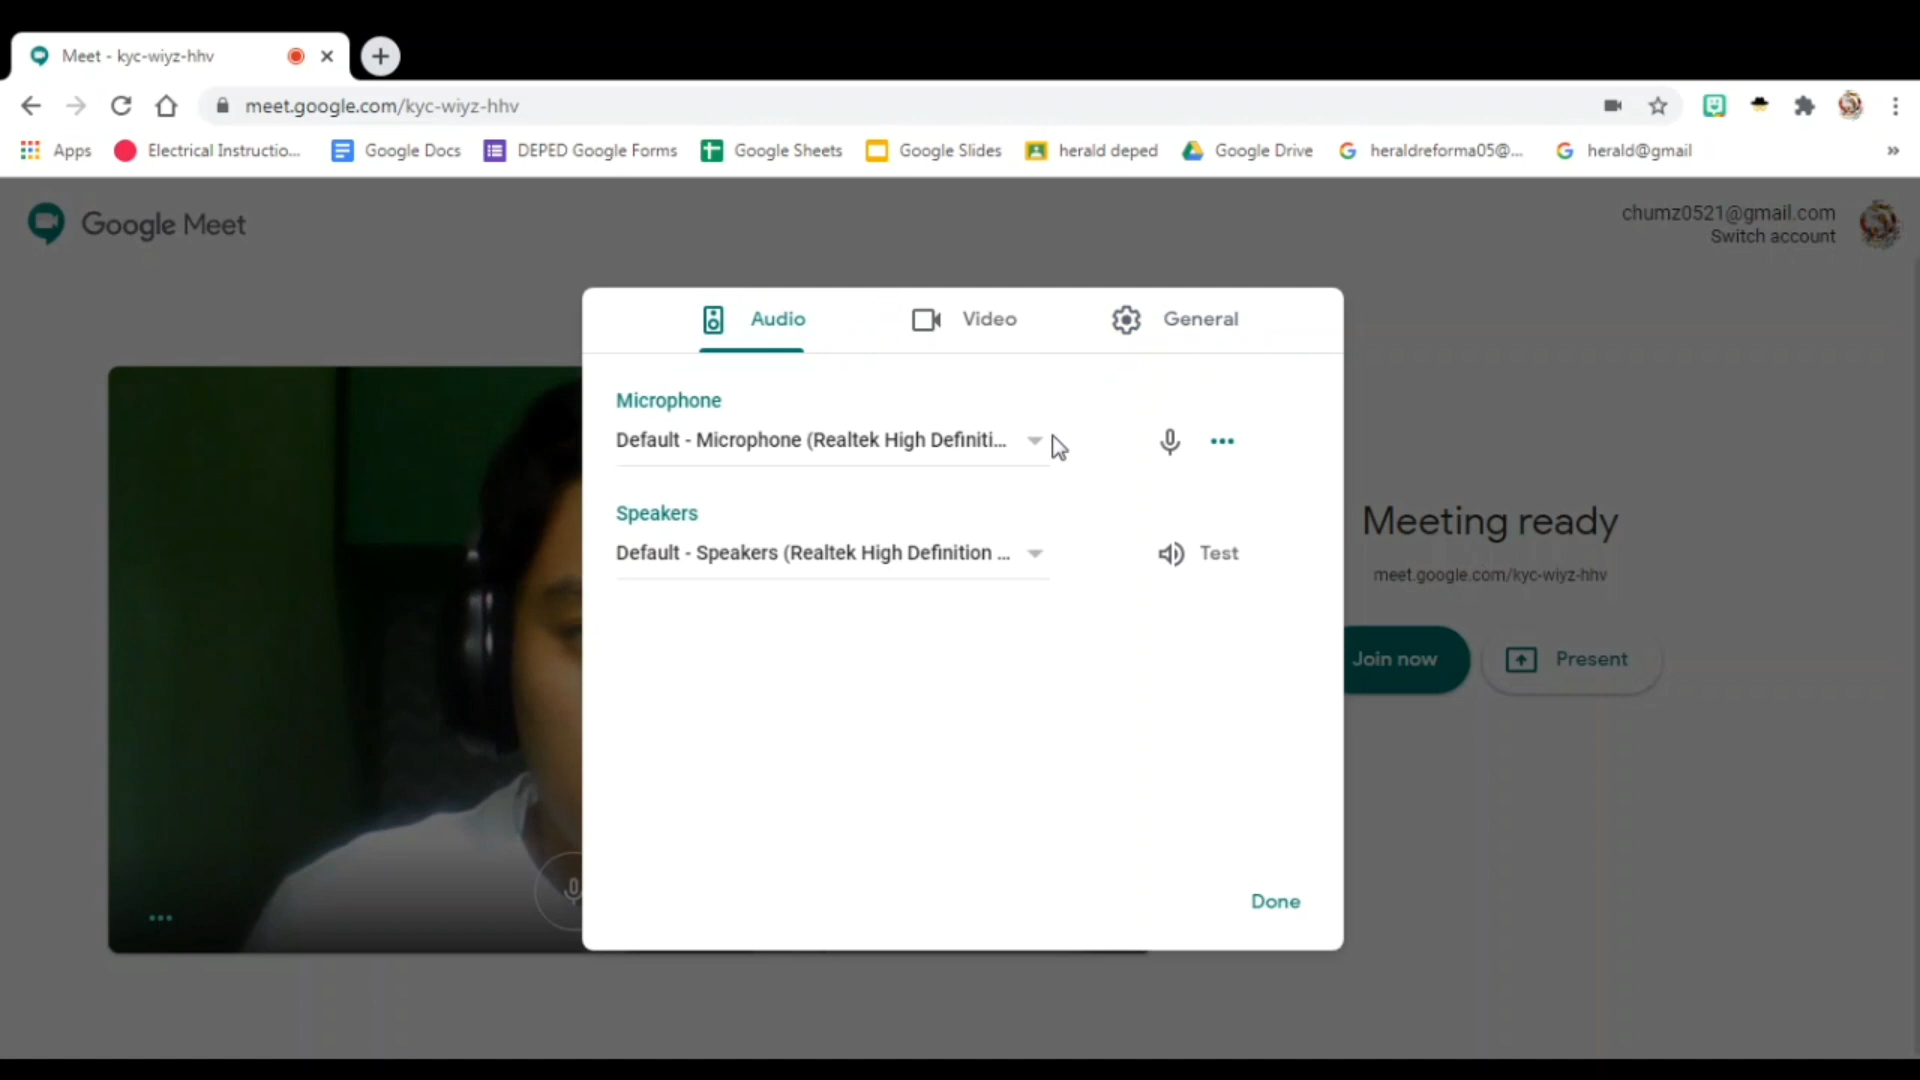 Meet - kyc-wiyz-hhv
meet.google.com/kyc-wiyz-hhv
Apps Electrical Instructio... Google Docs DEPED Google Forms Google Sheets Google Slides herald deped Google Drive heraldreforma05@... herald@gmail »
Google Meet
chumz0521@gmail.com
Switch account
Audio Video General
Microphone
Default - Microphone (Realtek High Definiti...
Speakers
Default - Speakers (Realtek High Definition ...
Test
Meeting ready
meet.google.com/kyc-wiyz-hhv
Join now Present
Done